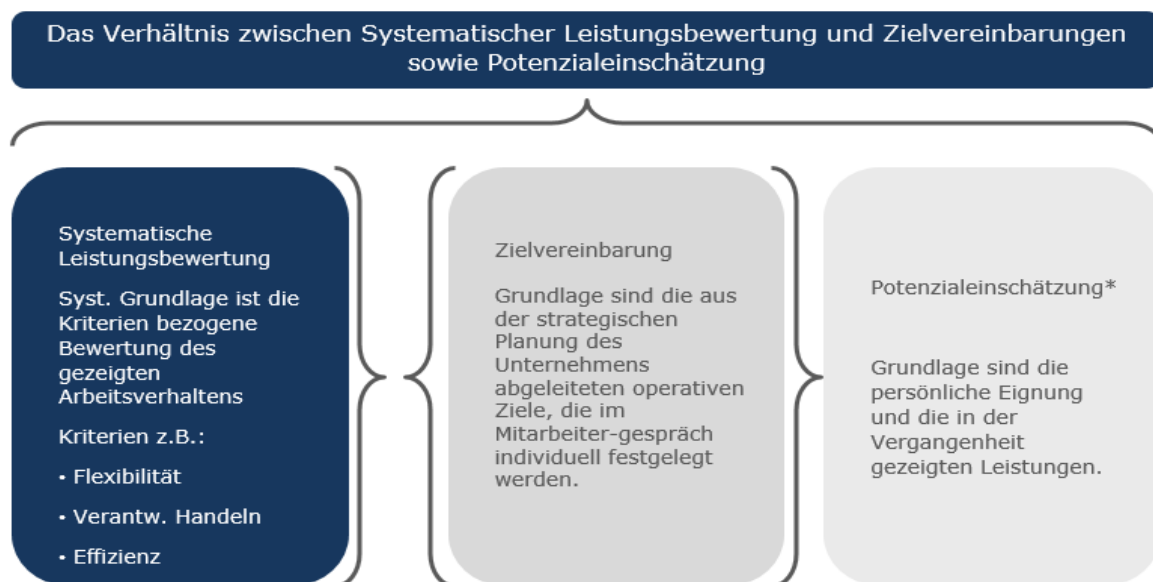 Das Verhältnis zwischen Systematischer Leistungsbewertung und Zielvereinbarungen
sowie Potenzialeinschätzung
Systematische
Leistungsbewertung
Syst. Grundlage ist die
Kriterien bezogene
Bewertung des
gezeigten
Arbeitsverhaltens
Kriterien z.B.:
• Flexibilität
• Verantw. Handeln
• Effizienz
Zielvereinbarung
Grundlage sind die aus
der strategischen
Planung des
Unternehmens
abgeleiteten operativen
Ziele, die im
Mitarbeiter-gespräch
individuell festgelegt
werden.
Potenzialeinschätzung*
Grundlage sind die
persönliche Eignung
und die in der
Vergangenheit
gezeigten Leistungen.